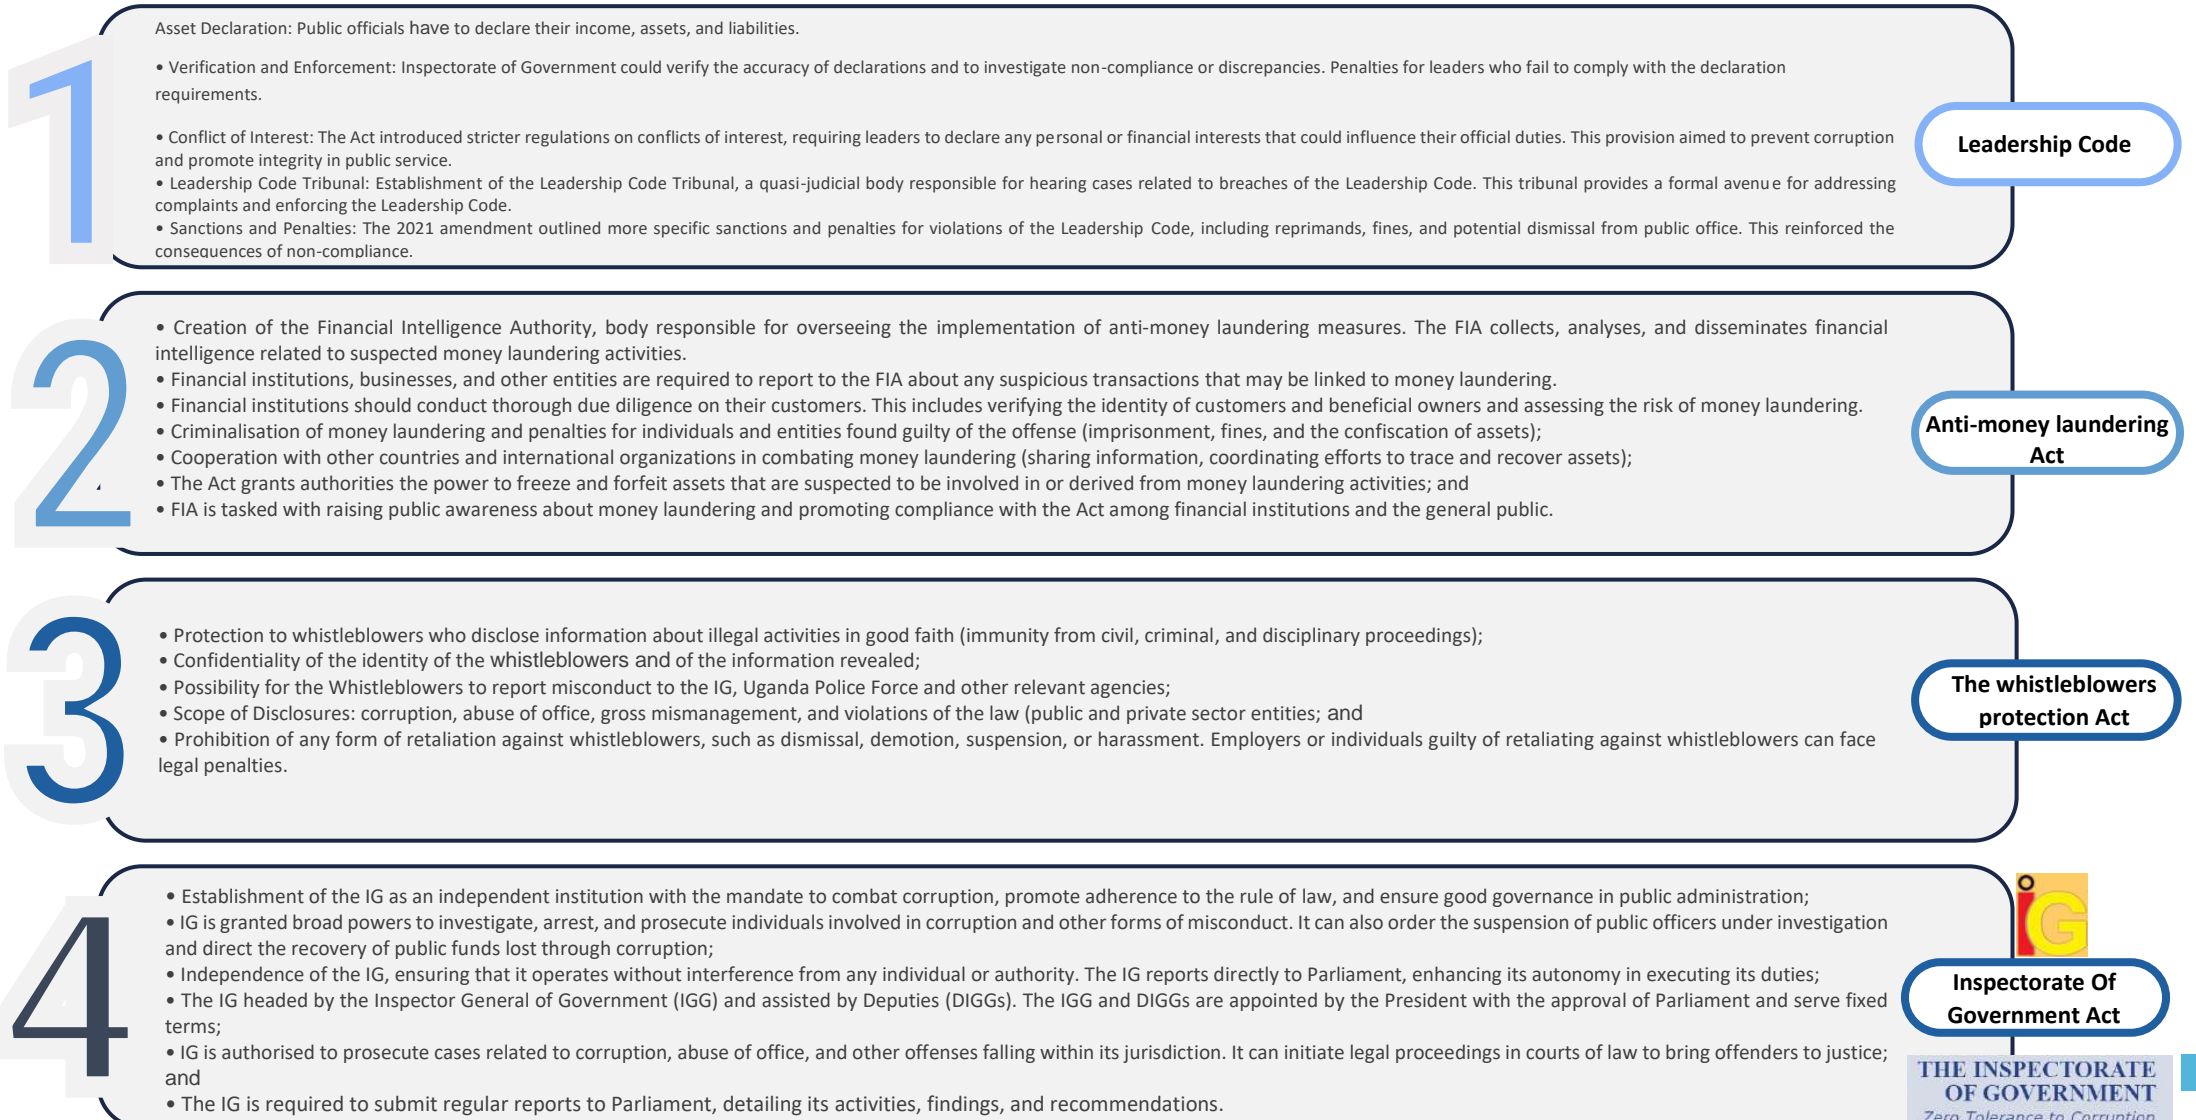 1
Asset Declaration: Public officials have to declare their income, assets, and liabilities.
• Verification and Enforcement: Inspectorate of Government could verify the accuracy of declarations and to investigate non-compliance or discrepancies. Penalties for leaders who fail to comply with the declaration
requirements.
• Conflict of Interest: The Act introduced stricter regulations on conflicts of interest, requiring leaders to declare any personal or financial interests that could influence their official duties. This provision aimed to prevent corruption
and promote integrity in public service.
• Leadership Code Tribunal: Establishment of the Leadership Code Tribunal, a quasi-judicial body responsible for hearing cases related to breaches of the Leadership Code. This tribunal provides a formal avenue for addressing
complaints and enforcing the Leadership Code.
• Sanctions and Penalties: The 2021 amendment outlined more specific sanctions and penalties for violations of the Leadership Code, including reprimands, fines, and potential dismissal from public office. This reinforced the
consequences of non-compliance.
Leadership Code
2
• Creation of the Financial Intelligence Authority, body responsible for overseeing the implementation of anti-money laundering measures. The FIA collects, analyses, and disseminates financial
intelligence related to suspected money laundering activities.
• Financial institutions, businesses, and other entities are required to report to the FIA about any suspicious transactions that may be linked to money laundering.
• Financial institutions should conduct thorough due diligence on their customers. This includes verifying the identity of customers and beneficial owners and assessing the risk of money laundering.
• Criminalisation of money laundering and penalties for individuals and entities found guilty of the offense (imprisonment, fines, and the confiscation of assets);
• Cooperation with other countries and international organizations in combating money laundering (sharing information, coordinating efforts to trace and recover assets);
• The Act grants authorities the power to freeze and forfeit assets that are suspected to be involved in or derived from money laundering activities; and
• FIA is tasked with raising public awareness about money laundering and promoting compliance with the Act among financial institutions and the general public.
Anti-money laundering
Act
3
• Protection to whistleblowers who disclose information about illegal activities in good faith (immunity from civil, criminal, and disciplinary proceedings);
• Confidentiality of the identity of the whistleblowers and of the information revealed;
• Possibility for the Whistleblowers to report misconduct to the IG, Uganda Police Force and other relevant agencies;
• Scope of Disclosures: corruption, abuse of office, gross mismanagement, and violations of the law (public and private sector entities; and
• Prohibition of any form of retaliation against whistleblowers, such as dismissal, demotion, suspension, or harassment. Employers or individuals guilty of retaliating against whistleblowers can face
legal penalties.
The whistleblowers
protection Act
4
• Establishment of the IG as an independent institution with the mandate to combat corruption, promote adherence to the rule of law, and ensure good governance in public administration;
• IG is granted broad powers to investigate, arrest, and prosecute individuals involved in corruption and other forms of misconduct. It can also order the suspension of public officers under investigation
and direct the recovery of public funds lost through corruption;
• Independence of the IG, ensuring that it operates without interference from any individual or authority. The IG reports directly to Parliament, enhancing its autonomy in executing its duties;
• The IG headed by the Inspector General of Government (IGG) and assisted by Deputies (DIGGs). The IGG and DIGGs are appointed by the President with the approval of Parliament and serve fixed
terms;
• IG is authorised to prosecute cases related to corruption, abuse of office, and other offenses falling within its jurisdiction. It can initiate legal proceedings in courts of law to bring offenders to justice;
and
• The IG is required to submit regular reports to Parliament, detailing its activities, findings, and recommendations.
iG
Inspectorate Of
Government Act
THE INSPECTORATE
OF GOVERNMENT
Zero Tolerance to Corruption